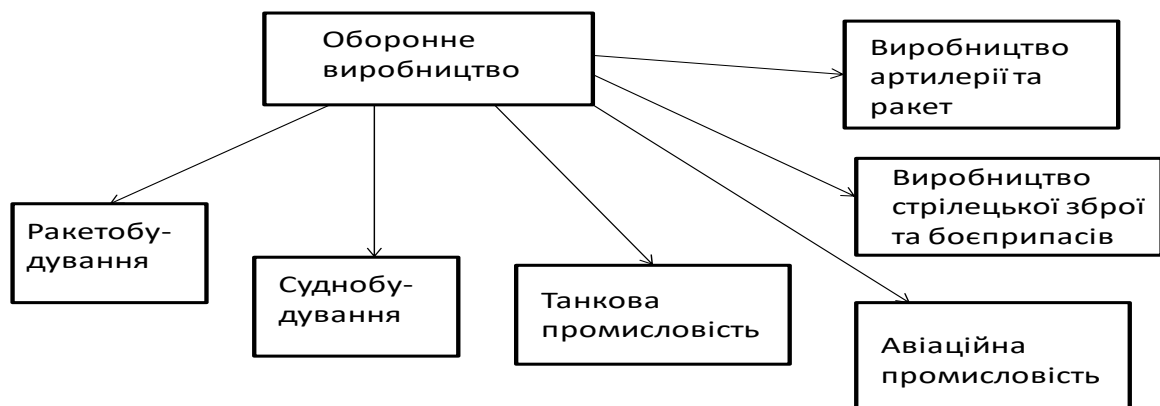 Оборонне
виробництво
Виробництво
артилерії та
ракет
Виробництво
стрілецької зброї
та боєприпасів
Ракетобу-
дування
Суднобу-
дування
Танкова
промисловість
Авіаційна
промисловість